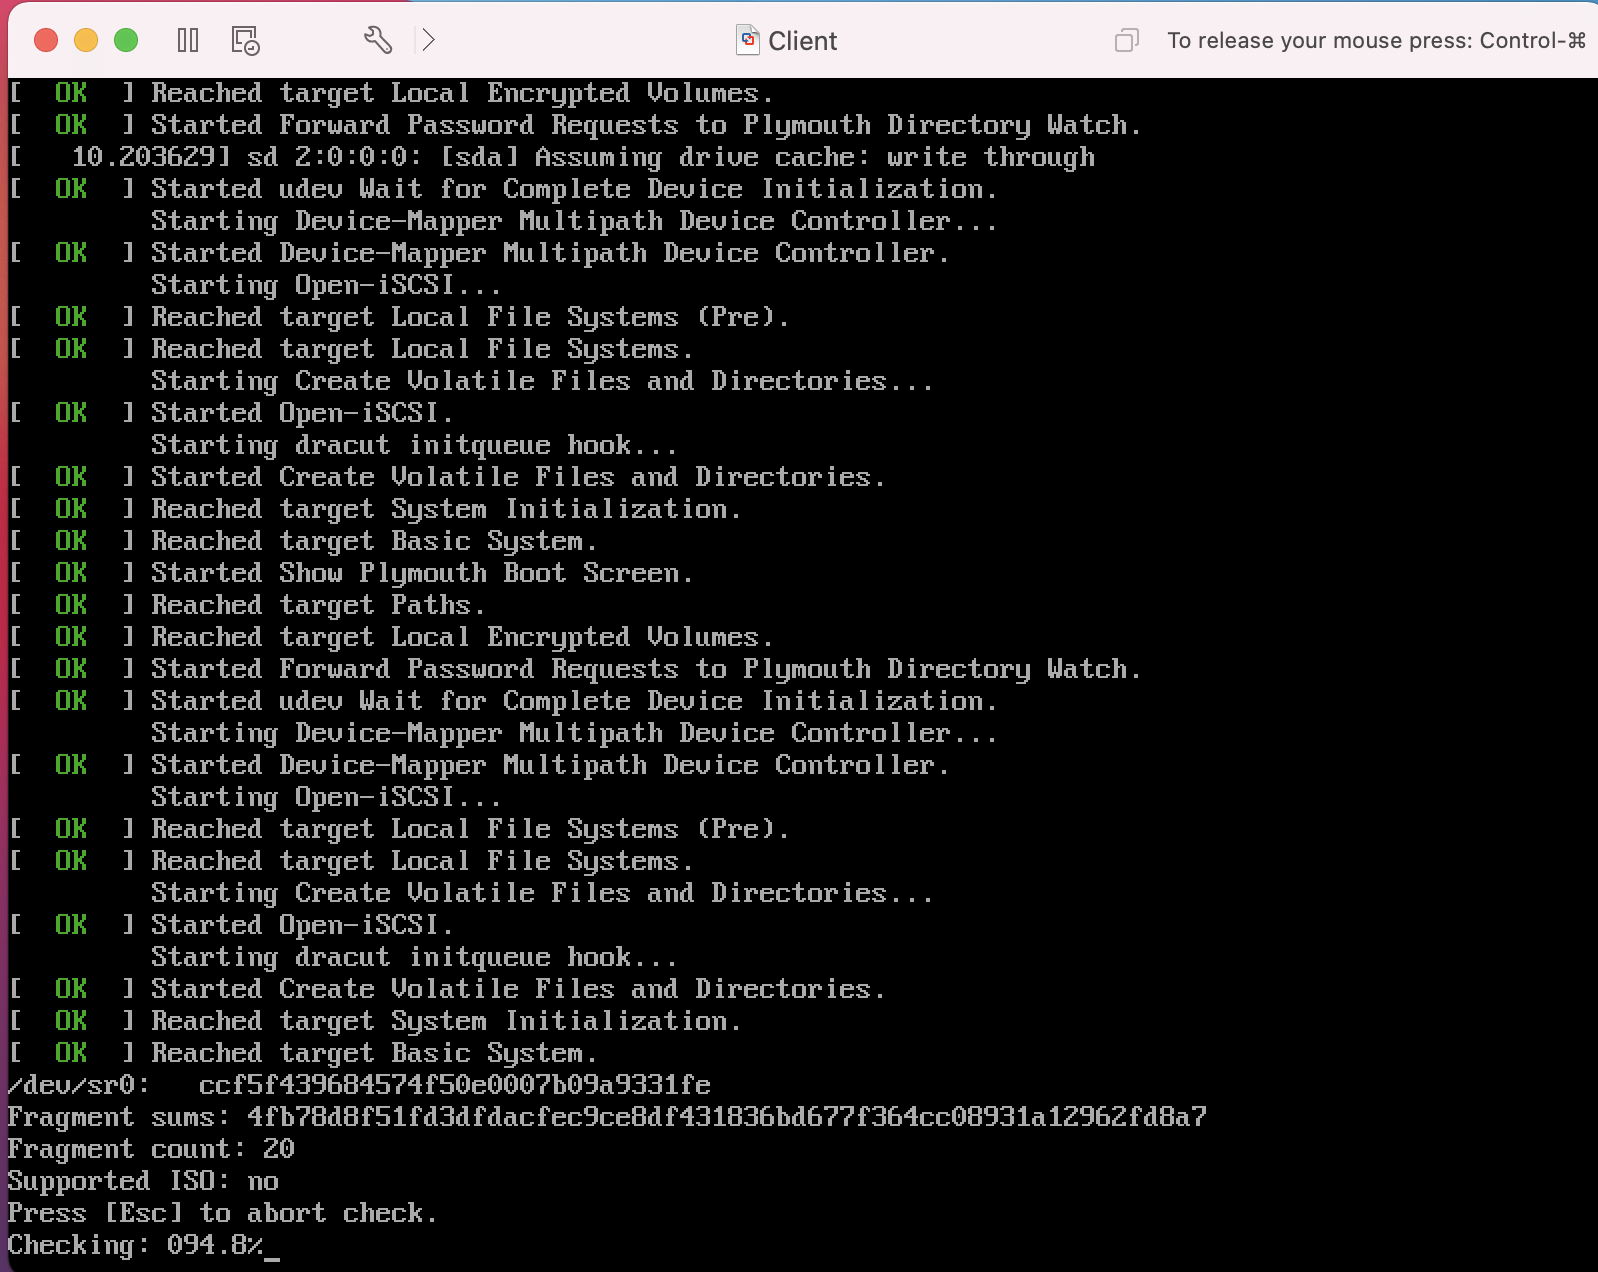 Client
To release your mouse press: Control-⌘
[  OK  ] Reached target Local Encrypted Volumes.
[  OK  ] Started Forward Password Requests to Plymouth Directory Watch.
[   10.203629] sd 2:0:0:0: [sda] Assuming drive cache: write through
[  OK  ] Started udev Wait for Complete Device Initialization.
         Starting Device-Mapper Multipath Device Controller...
[  OK  ] Started Device-Mapper Multipath Device Controller.
         Starting Open-iSCSI...
[  OK  ] Reached target Local File Systems (Pre).
[  OK  ] Reached target Local File Systems.
         Starting Create Volatile Files and Directories...
[  OK  ] Started Open-iSCSI.
         Starting dracut initqueue hook...
[  OK  ] Started Create Volatile Files and Directories.
[  OK  ] Reached target System Initialization.
[  OK  ] Reached target Basic System.
[  OK  ] Started Show Plymouth Boot Screen.
[  OK  ] Reached target Paths.
[  OK  ] Reached target Local Encrypted Volumes.
[  OK  ] Started Forward Password Requests to Plymouth Directory Watch.
[  OK  ] Started udev Wait for Complete Device Initialization.
         Starting Device-Mapper Multipath Device Controller...
[  OK  ] Started Device-Mapper Multipath Device Controller.
         Starting Open-iSCSI...
[  OK  ] Reached target Local File Systems (Pre).
[  OK  ] Reached target Local File Systems.
         Starting Create Volatile Files and Directories...
[  OK  ] Started Open-iSCSI.
         Starting dracut initqueue hook...
[  OK  ] Started Create Volatile Files and Directories.
[  OK  ] Reached target System Initialization.
[  OK  ] Reached target Basic System.
/dev/sr0:   ccf5f439684574f50e0007b09a9331fe
Fragment sums: 4fb78d8f51fd3dfdacfec9ce8df431836bd677f364cc08931a12962fd8a7
Fragment count: 20
Supported ISO: no
Press [Esc] to abort check.
Checking: 094.8%_